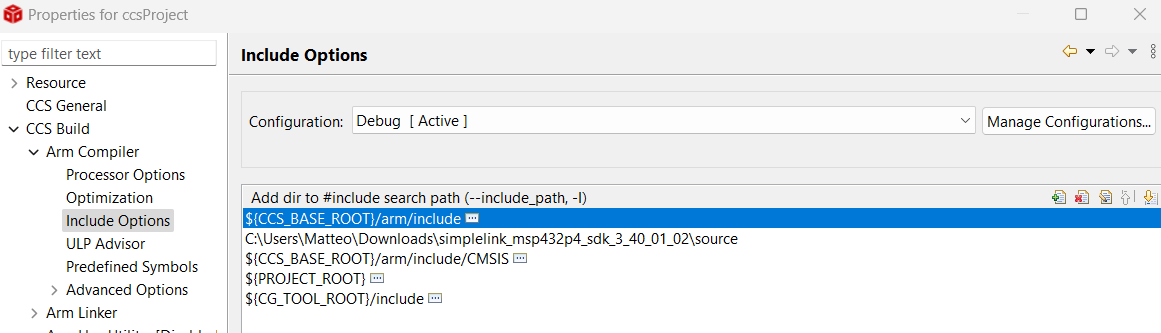 Properties for ccsProject
type filter text
Include Options
Resource
CCS General
CCS Build
Arm Compiler
Processor Options
Optimization
Include Options
ULP Advisor
Predefined Symbols
Advanced Options
Arm Linker
Configuration:
Debug [ Active ]
Manage Configurations...
Add dir to #include search path (--include_path, -I)
${CCS_BASE_ROOT}/arm/include
C:\Users\Matteo\Downloads\simplelink_msp432p4_sdk_3_40_01_02\source
${CCS_BASE_ROOT}/arm/include/CMSIS
${PROJECT_ROOT}
${CG_TOOL_ROOT}/include